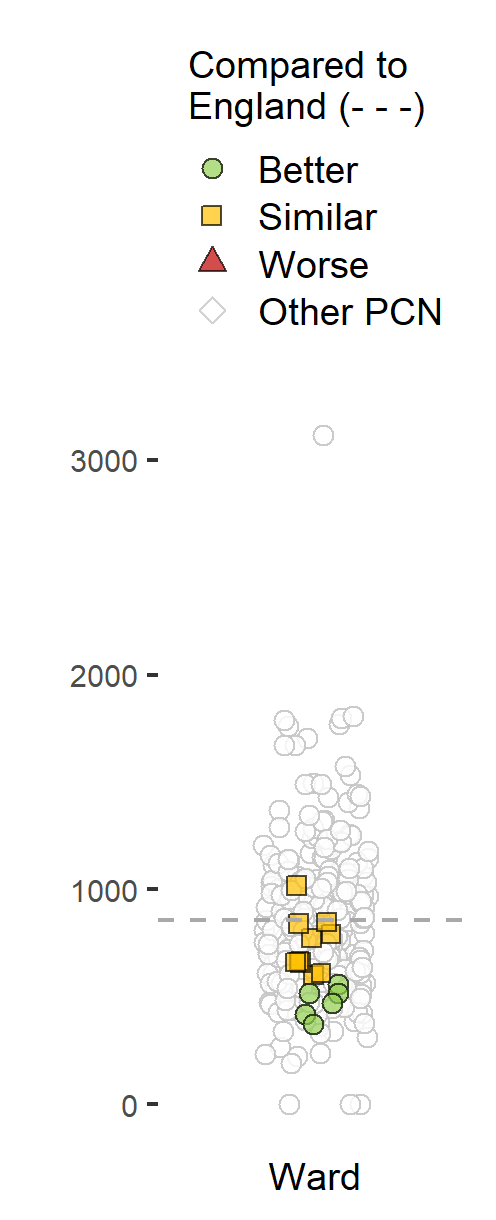 Compared to
England (- - -)
Better
Similar
Worse
Other PCN
3000
2000
1000
0
Ward